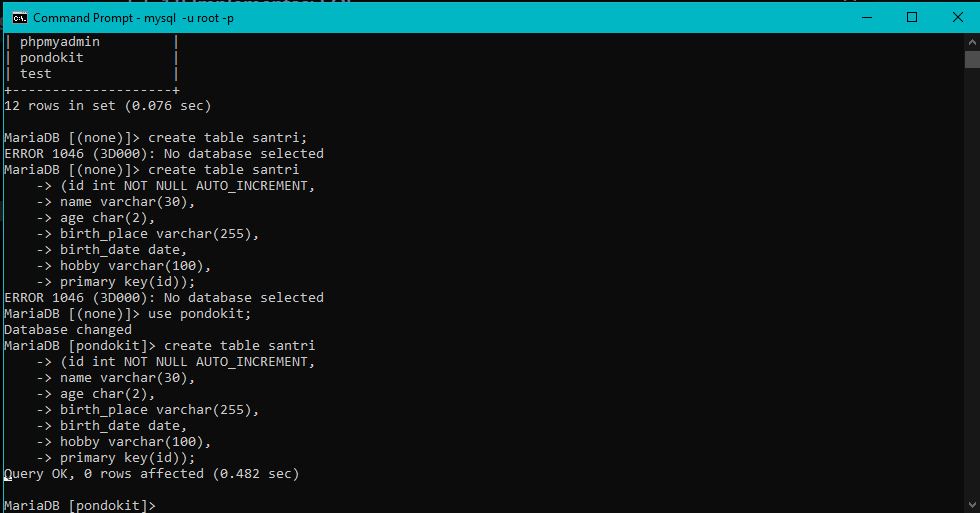 Command Prompt - mysql -u root -p
| phpmyadmin         |
| pondokit           |
| test               |
+--------------------+
12 rows in set (0.076 sec)
MariaDB [(none)]> create table santri;
ERROR 1046 (3D000): No database selected
MariaDB [(none)]> create table santri
    -> (id int NOT NULL AUTO_INCREMENT,
    -> name varchar(30),
    -> age char(2),
    -> birth_place varchar(255),
    -> birth_date date,
    -> hobby varchar(100),
    -> primary key(id));
ERROR 1046 (3D000): No database selected
MariaDB [(none)]> use pondokit;
Database changed
MariaDB [pondokit]> create table santri
    -> (id int NOT NULL AUTO_INCREMENT,
    -> name varchar(30),
    -> age char(2),
    -> birth_place varchar(255),
    -> birth_date date,
    -> hobby varchar(100),
    -> primary key(id));
Query OK, 0 rows affected (0.482 sec)
MariaDB [pondokit]>